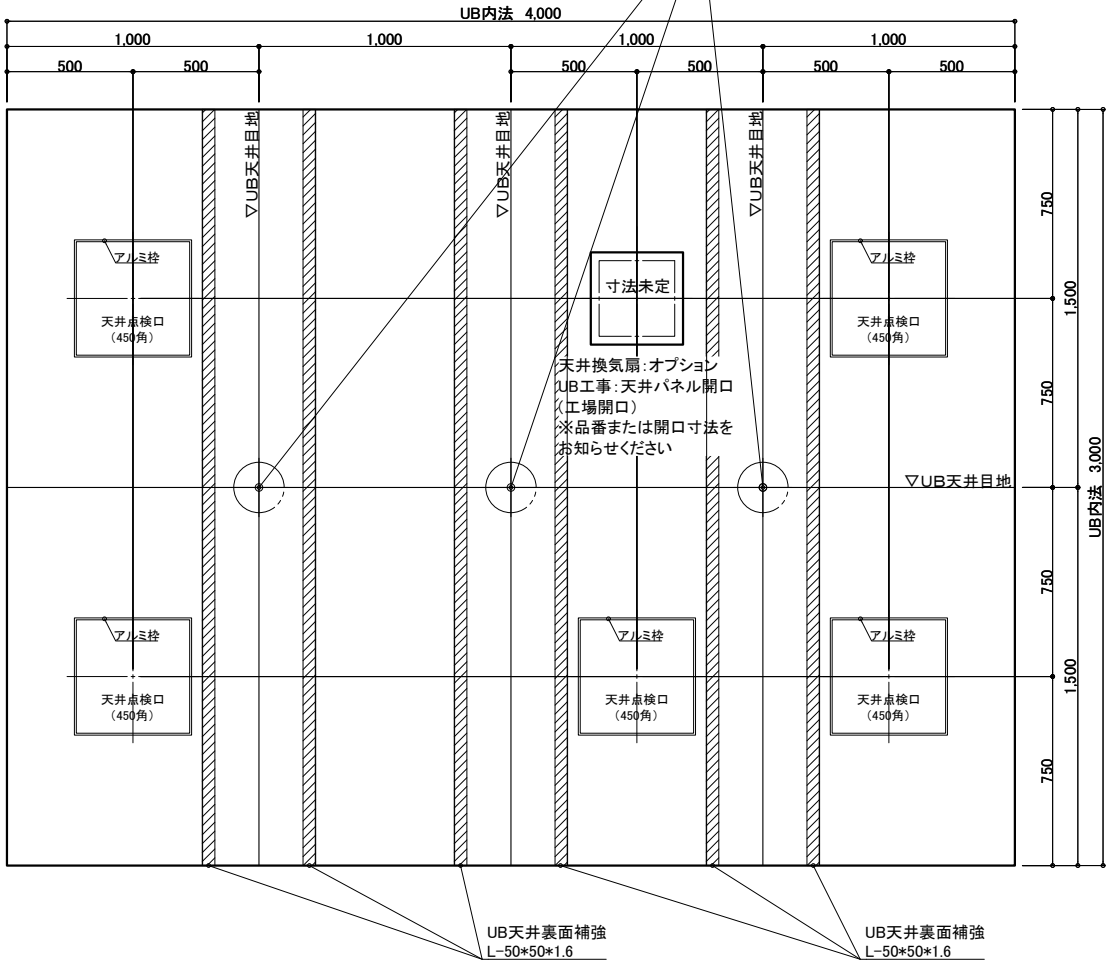 UB内法 4,000
1,000
1,000
1,000
1,000
500
500
500
500
500
500
▽UB天井目地
▽UB天井目地
▽UB天井目地
アルミ枠
天井点検口
(450角)
寸法未定
アルミ枠
天井点検口
(450角)
天井換気扇:オプション
UB工事:天井パネル開口
(工場開口)
※品番または開口寸法を
お知らせください
▽UB天井目地
アルミ枠
天井点検口
(450角)
アルミ枠
天井点検口
(450角)
アルミ枠
天井点検口
(450角)
750
750
750
750
1,500
1,500
UB内法 3,000
UB天井裏面補強
L-50*50*1.6
UB天井裏面補強
L-50*50*1.6